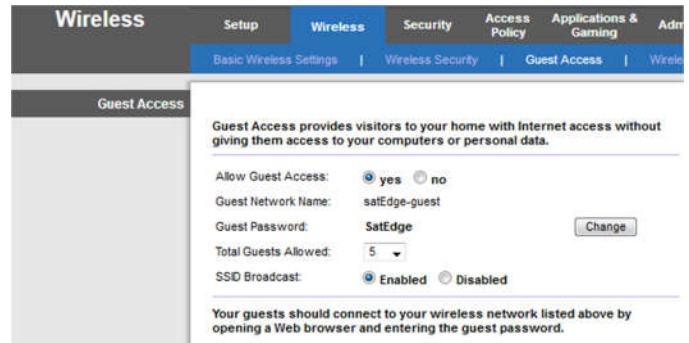 Wireless
Setup Wireless Security Access Policy Applications & Gaming Adm
Basic Wireless Settings | Wireless Security | Guest Access | Wirele
Guest Access
Guest Access provides visitors to your home with Internet access without
giving them access to your computers or personal data.
Allow Guest Access: yes no
Guest Network Name: satEdge-guest
Guest Password: SatEdge Change
Total Guests Allowed: 5
SSID Broadcast: Enabled Disabled
Your guests should connect to your wireless network listed above by
opening a Web browser and entering the guest password.